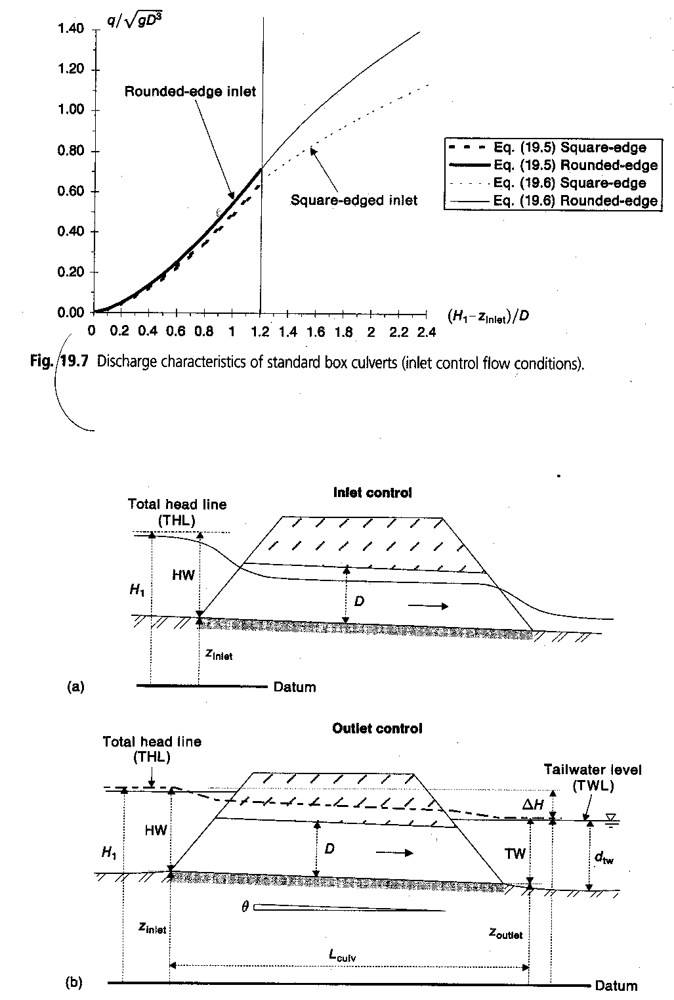 q/√gD³
1.40
1.20
1.00
0.80
0.60
0.40
0.20
0.00
Rounded-edge inlet
Square-edged inlet
Eq. (19.5) Square-edge
Eq. (19.5) Rounded-edge
Eq. (19.6) Square-edge
Eq. (19.6) Rounded-edge
0 0.2 0.4 0.6 0.8 1 1.2 1.4 1.6 1.8 2 2.2 2.4
(H₁–z_inlet)/D
Fig. 19.7 Discharge characteristics of standard box culverts (inlet control flow conditions).
Inlet control
Total head line
(THL)
HW
H₁
D
z_inlet
(a)
Datum
Outlet control
Total head line
(THL)
Tailwater level
(TWL)
ΔH
HW
H₁
D
TW
d_tw
θ
z_inlet
z_outlet
L_culv
(b)
Datum